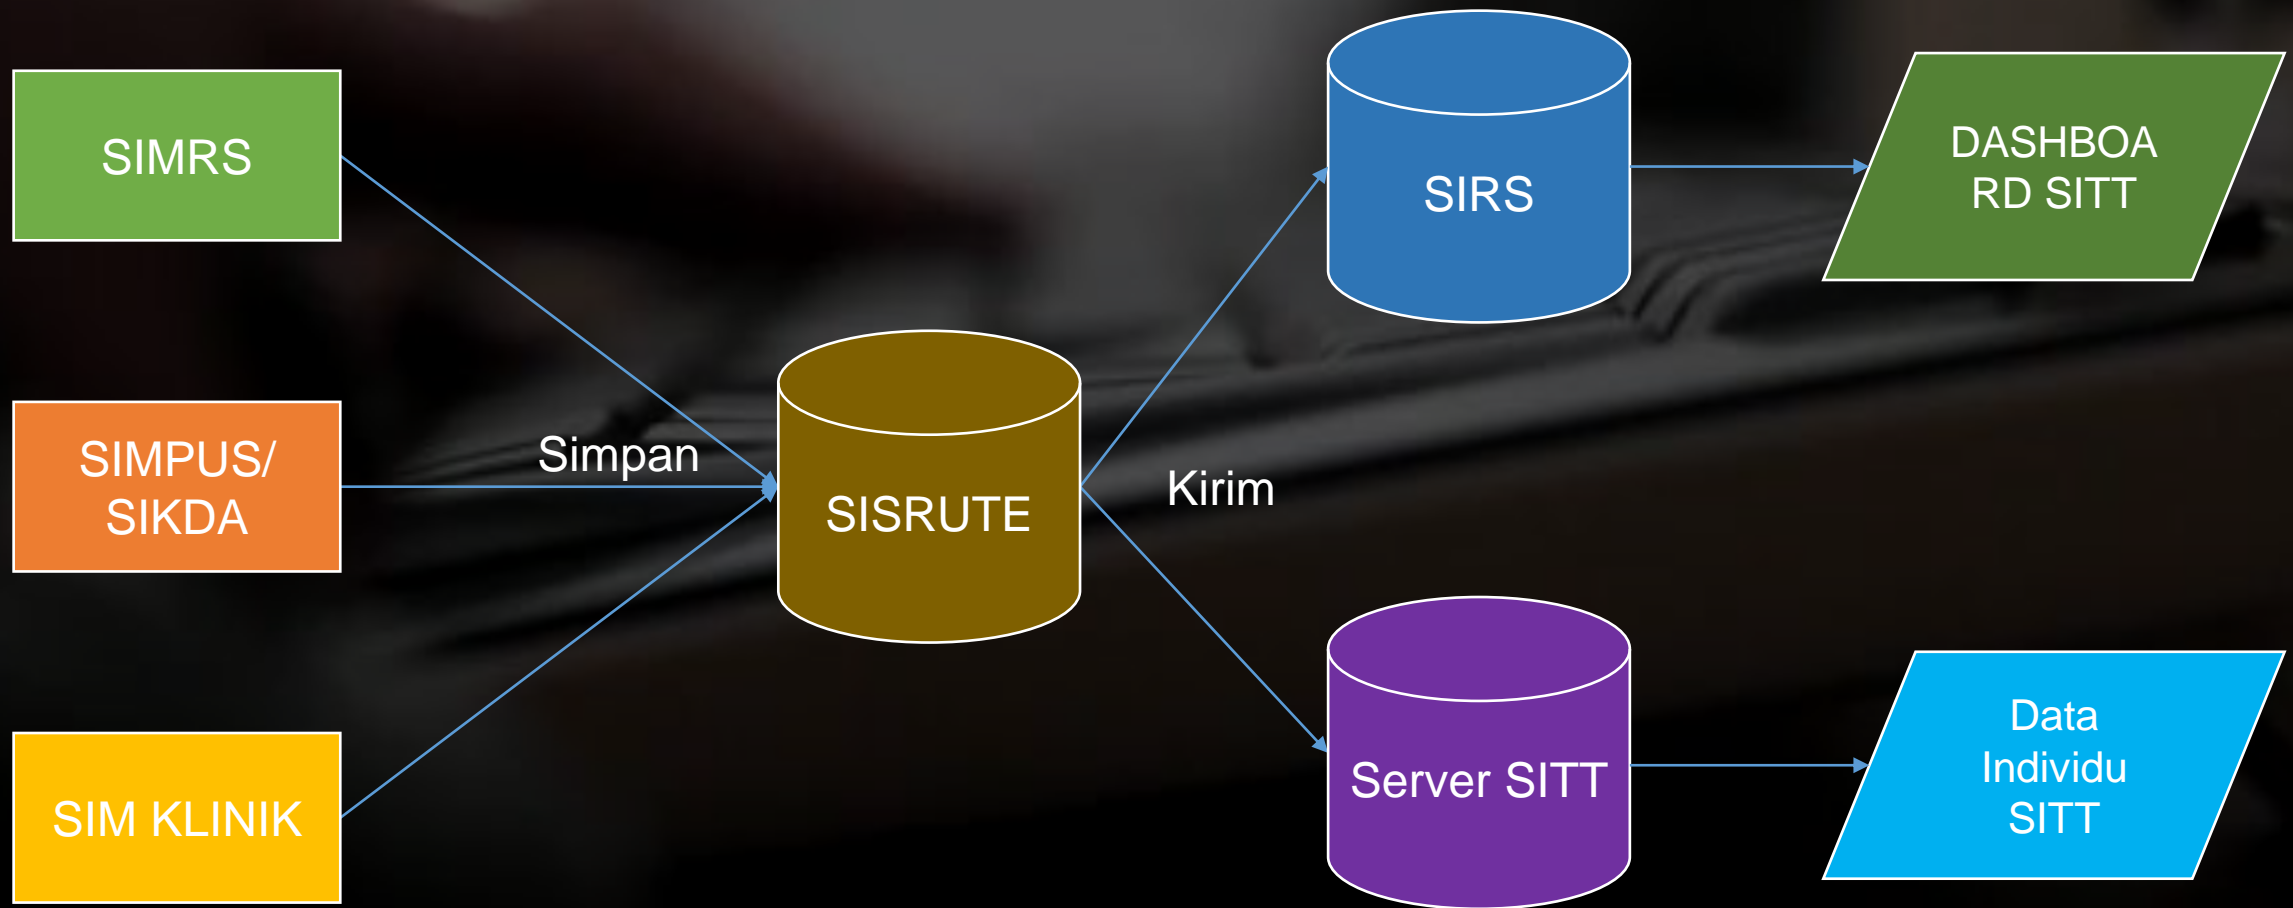 SIMRS
SIMPUS/
SIKDA
SIM KLINIK
Simpan
SISRUTE
Kirim
SIRS
Server SITT
DASHBOA
RD SITT
Data
Individu
SITT